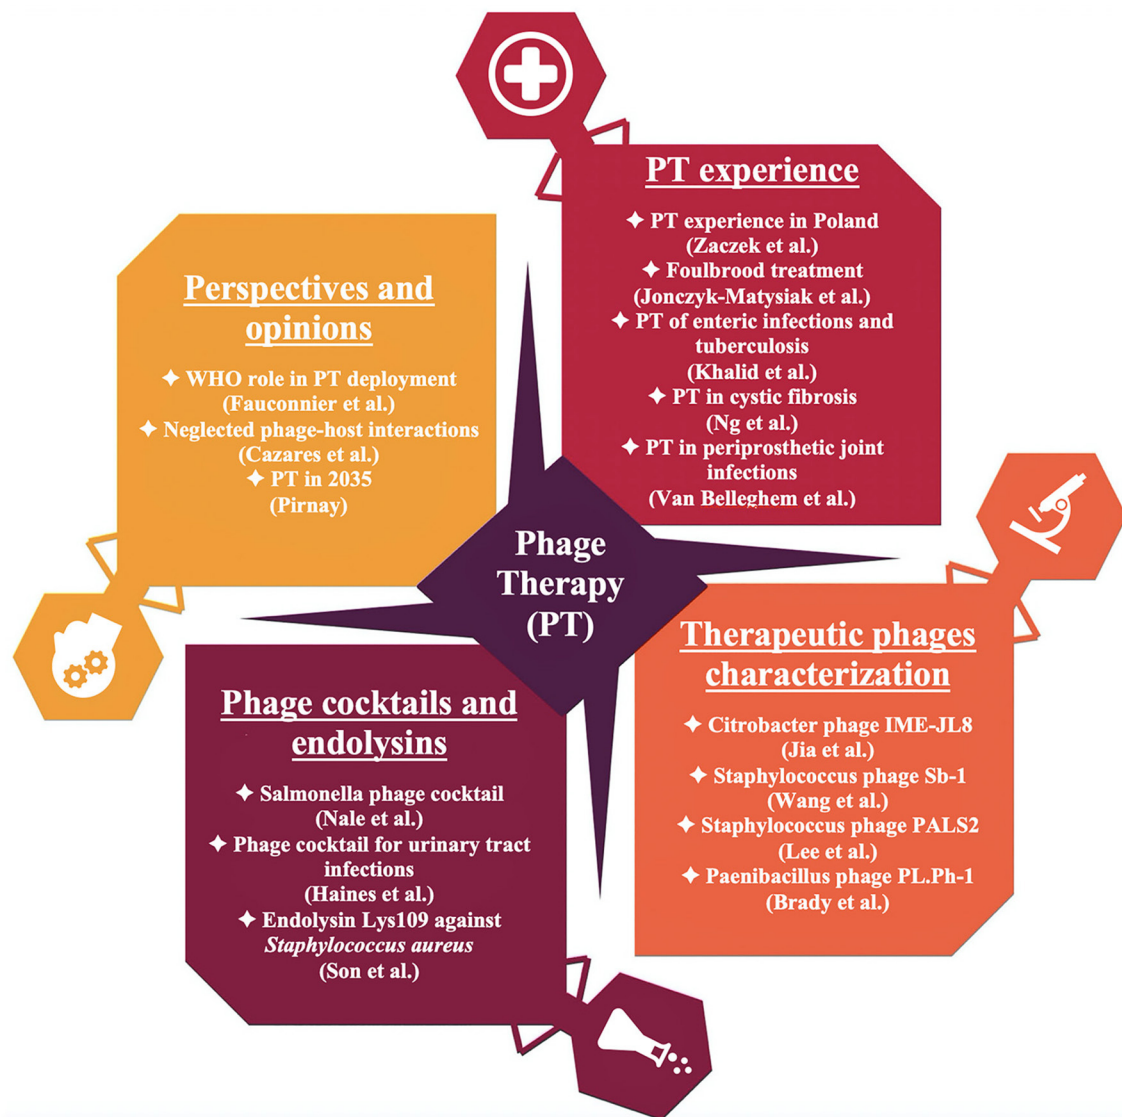 PT experience
✦ PT experience in Poland
(Zaczek et al.)
✦ Foulbrood treatment
(Jonczyk-Matysiak et al.)
✦ PT of enteric infections and
tuberculosis
(Khalid et al.)
✦ PT in cystic fibrosis
(Ng et al.)
✦ PT in periprosthetic joint
infections
(Van Belleghem et al.)
Perspectives and
opinions
✦ WHO role in PT deployment
(Fauconnier et al.)
✦ Neglected phage-host interactions
(Cazares et al.)
✦ PT in 2035
(Pirnay)
Phage
Therapy
(PT)
Therapeutic phages
characterization
✦ Citrobacter phage IME-JL8
(Jia et al.)
✦ Staphylococcus phage Sb-1
(Wang et al.)
✦ Staphylococcus phage PALS2
(Lee et al.)
✦ Paenibacillus phage PL.Ph-1
(Brady et al.)
Phage cocktails and
endolysins
✦ Salmonella phage cocktail
(Nale et al.)
✦ Phage cocktail for urinary tract
infections
(Haines et al.)
✦ Endolysin Lys109 against
Staphylococcus aureus
(Son et al.)